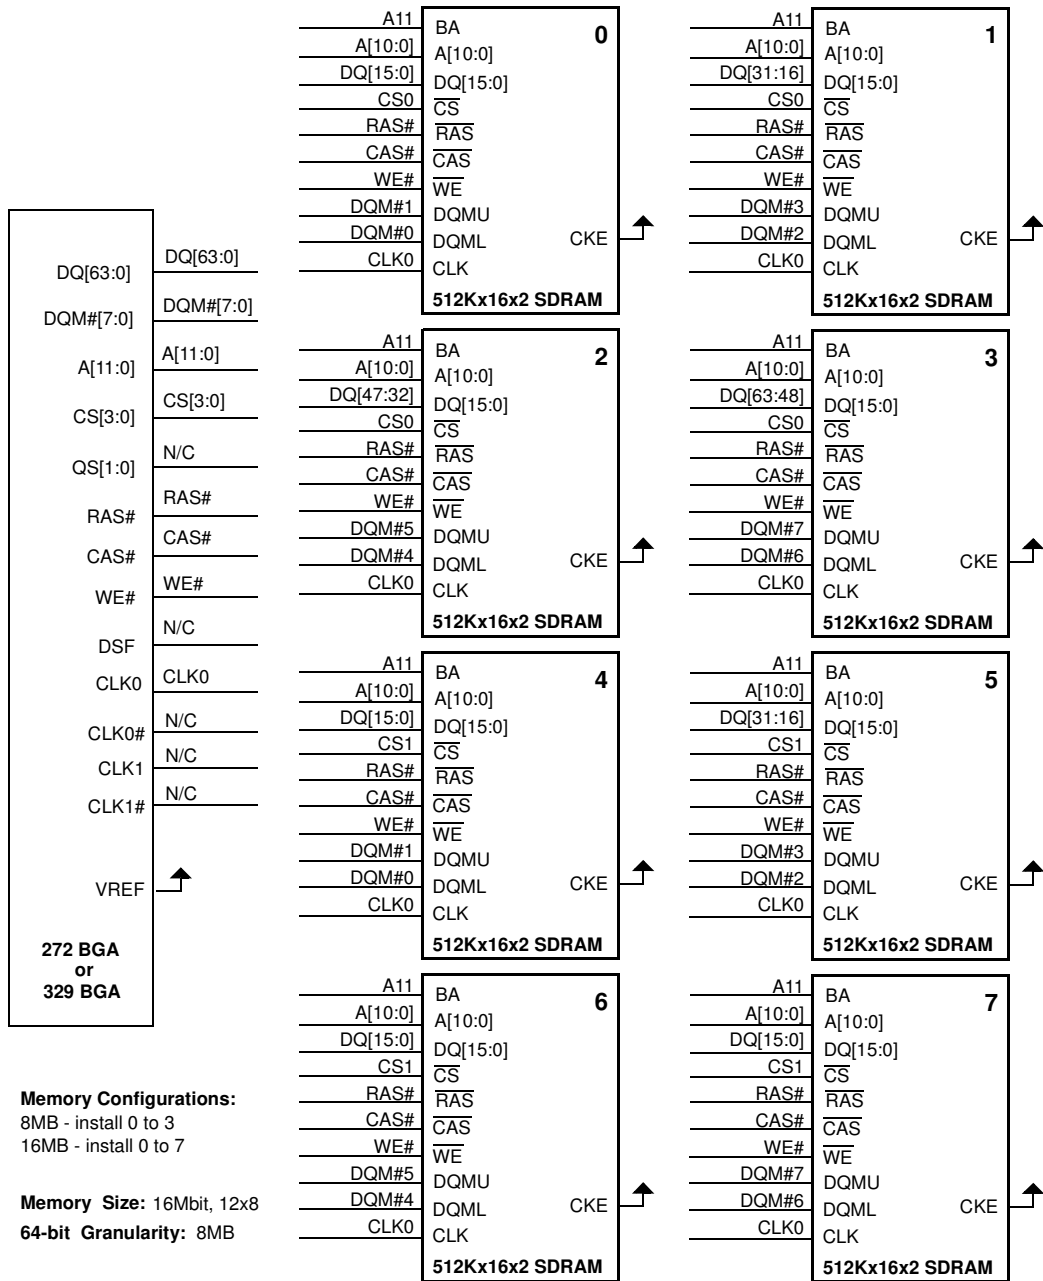 A11
A[10:0]
DQ[15:0]
CS0
RAS#
CAS#
WE#
DQM#1
DQM#0
CLK0
BA
0
A[10:0]
DQ[15:0]
CS
RAS
CAS
WE
DQMU
DQML
CKE
CLK
512Kx16x2 SDRAM
A11
A[10:0]
DQ[31:16]
CS0
RAS#
CAS#
WE#
DQM#3
DQM#2
CLK0
BA
1
A[10:0]
DQ[15:0]
CS
RAS
CAS
WE
DQMU
DQML
CKE
CLK
512Kx16x2 SDRAM
DQ[63:0]
DQ[63:0]
DQM#[7:0]
DQM#[7:0]
A[11:0]
A[11:0]
CS[3:0]
CS[3:0]
QS[1:0]
N/C
RAS#
RAS#
CAS#
CAS#
WE#
WE#
DSF
N/C
CLK0
CLK0
CLK0#
N/C
CLK1
N/C
CLK1#
N/C
VREF
272 BGA
or
329 BGA
A11
A[10:0]
DQ[47:32]
CS0
RAS#
CAS#
WE#
DQM#5
DQM#4
CLK0
BA
2
A[10:0]
DQ[15:0]
CS
RAS
CAS
WE
DQMU
DQML
CKE
CLK
512Kx16x2 SDRAM
A11
A[10:0]
DQ[63:48]
CS0
RAS#
CAS#
WE#
DQM#7
DQM#6
CLK0
BA
3
A[10:0]
DQ[15:0]
CS
RAS
CAS
WE
DQMU
DQML
CKE
CLK
512Kx16x2 SDRAM
A11
A[10:0]
DQ[15:0]
CS1
RAS#
CAS#
WE#
DQM#1
DQM#0
CLK0
BA
4
A[10:0]
DQ[15:0]
CS
RAS
CAS
WE
DQMU
DQML
CKE
CLK
512Kx16x2 SDRAM
A11
A[10:0]
DQ[31:16]
CS1
RAS#
CAS#
WE#
DQM#3
DQM#2
CLK0
BA
5
A[10:0]
DQ[15:0]
CS
RAS
CAS
WE
DQMU
DQML
CKE
CLK
512Kx16x2 SDRAM
A11
A[10:0]
DQ[15:0]
CS1
RAS#
CAS#
WE#
DQM#5
DQM#4
CLK0
BA
6
A[10:0]
DQ[15:0]
CS
RAS
CAS
WE
DQMU
DQML
CKE
CLK
512Kx16x2 SDRAM
A11
A[10:0]
DQ[15:0]
CS1
RAS#
CAS#
WE#
DQM#7
DQM#6
CLK0
BA
7
A[10:0]
DQ[15:0]
CS
RAS
CAS
WE
DQMU
DQML
CKE
CLK
512Kx16x2 SDRAM
Memory Configurations:
8MB - install 0 to 3
16MB - install 0 to 7
Memory Size: 16Mbit, 12x8
64-bit Granularity: 8MB